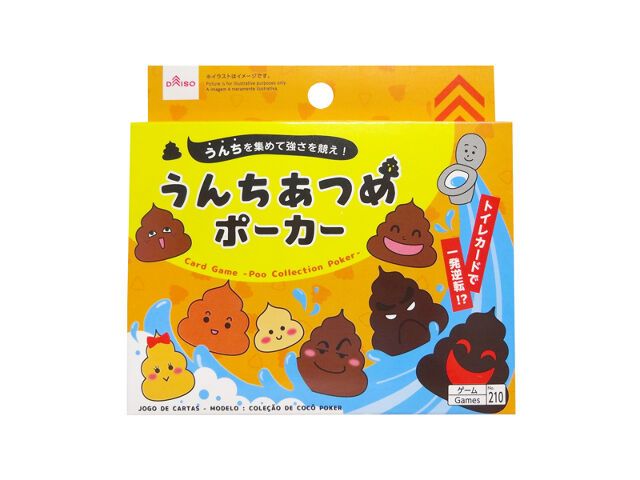 DAISO
※イラストはイメージです。
Picture is for illustrative purposes only.
A imagem é meramente ilustrativa.
うんちを集めて強さを競え!
うんちあつめ
ポーカー
Card Game -Poo Collection Poker-
トイレカードで
一発逆転!?
JOGO DE CARTAS - MODELO : COLEÇÃO DE COCÔ POKER
ゲーム
Games
No.
210